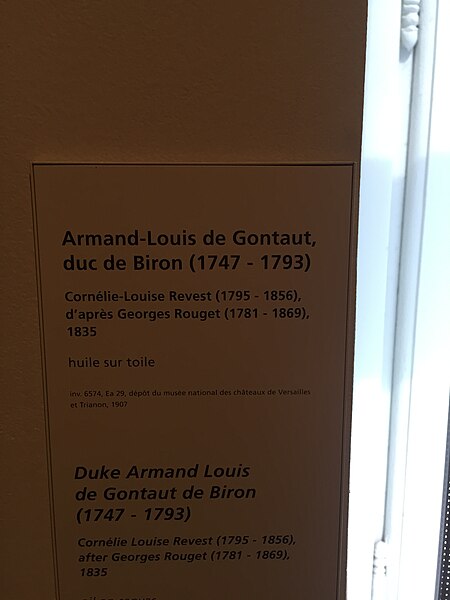 Armand-Louis de Gontaut,
duc de Biron (1747 - 1793)
Cornélie-Louise Revest (1795 - 1856),
d'après Georges Rouget (1781 - 1869),
1835
huile sur toile
inv. 6574, Ea 29, dépôt du musée national des châteaux de Versailles
et Trianon, 1907
Duke Armand Louis
de Gontaut de Biron
(1747 - 1793)
Cornélie Louise Revest (1795 - 1856),
after Georges Rouget (1781 - 1869),
1835